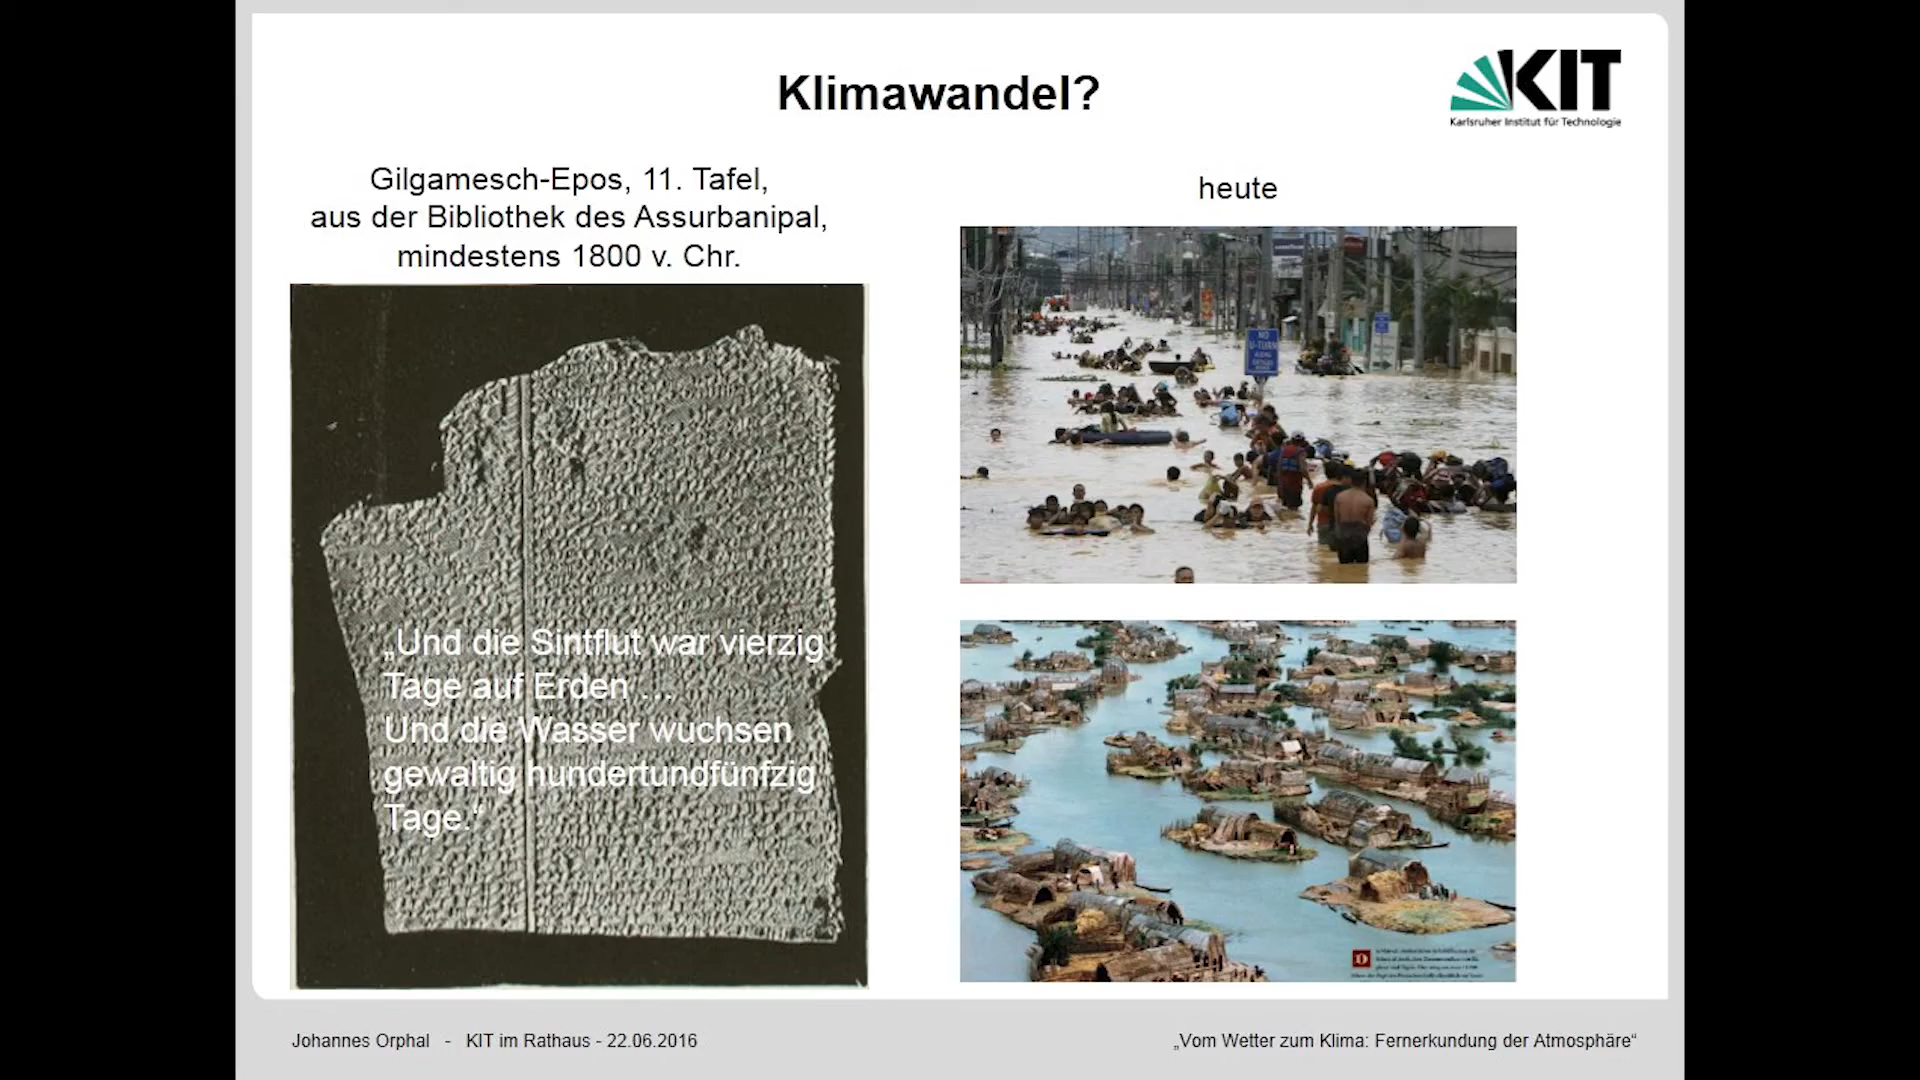 Klimawandel?
KIT
Karlsruher Institut für Technologie
Gilgamesch-Epos, 11. Tafel,
aus der Bibliothek des Assurbanipal,
mindestens 1800 v. Chr.
heute
NO
U-TURN
„Und die Sintflut war vierzig
Tage auf Erden …
Und die Wasser wuchsen
gewaltig hundertundfünfzig
Tage.“
D
Johannes Orphal - KIT im Rathaus - 22.06.2016
„Vom Wetter zum Klima: Fernerkundung der Atmosphäre“